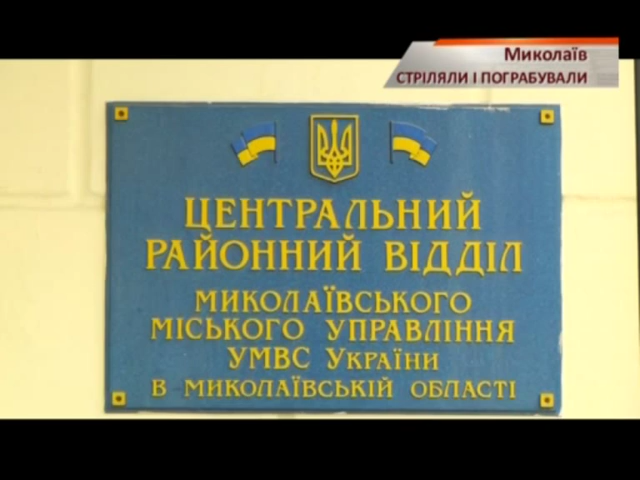 Миколаїв
СТРІЛЯЛИ І ПОГРАБУВАЛИ
ЦЕНТРАЛЬНИЙ
РАЙОННИЙ ВІДДІЛ
МИКОЛАЇВСЬКОГО
МІСЬКОГО УПРАВЛІННЯ
УМВС УКРАЇНИ
В МИКОЛАЇВСЬКІЙ ОБЛАСТІ